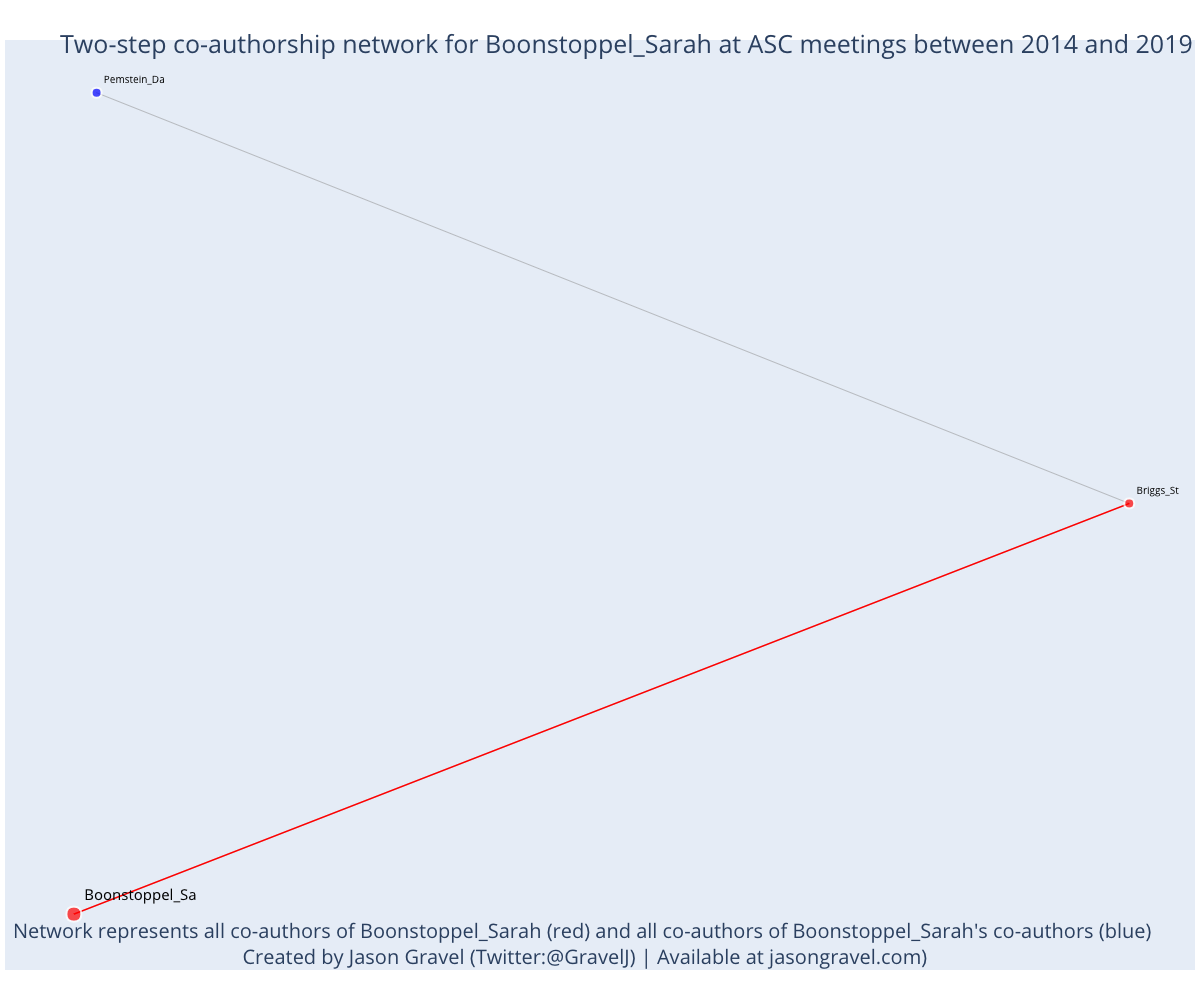 Two-step co-authorship network for Boonstoppel_Sarah at ASC meetings between 2014 and 2019
Pemstein_Da
Briggs_St
Boonstoppel_Sa
Network represents all co-authors of Boonstoppel_Sarah (red) and all co-authors of Boonstoppel_Sarah's co-authors (blue)
Created by Jason Gravel (Twitter:@GravelJ) | Available at jasongravel.com)